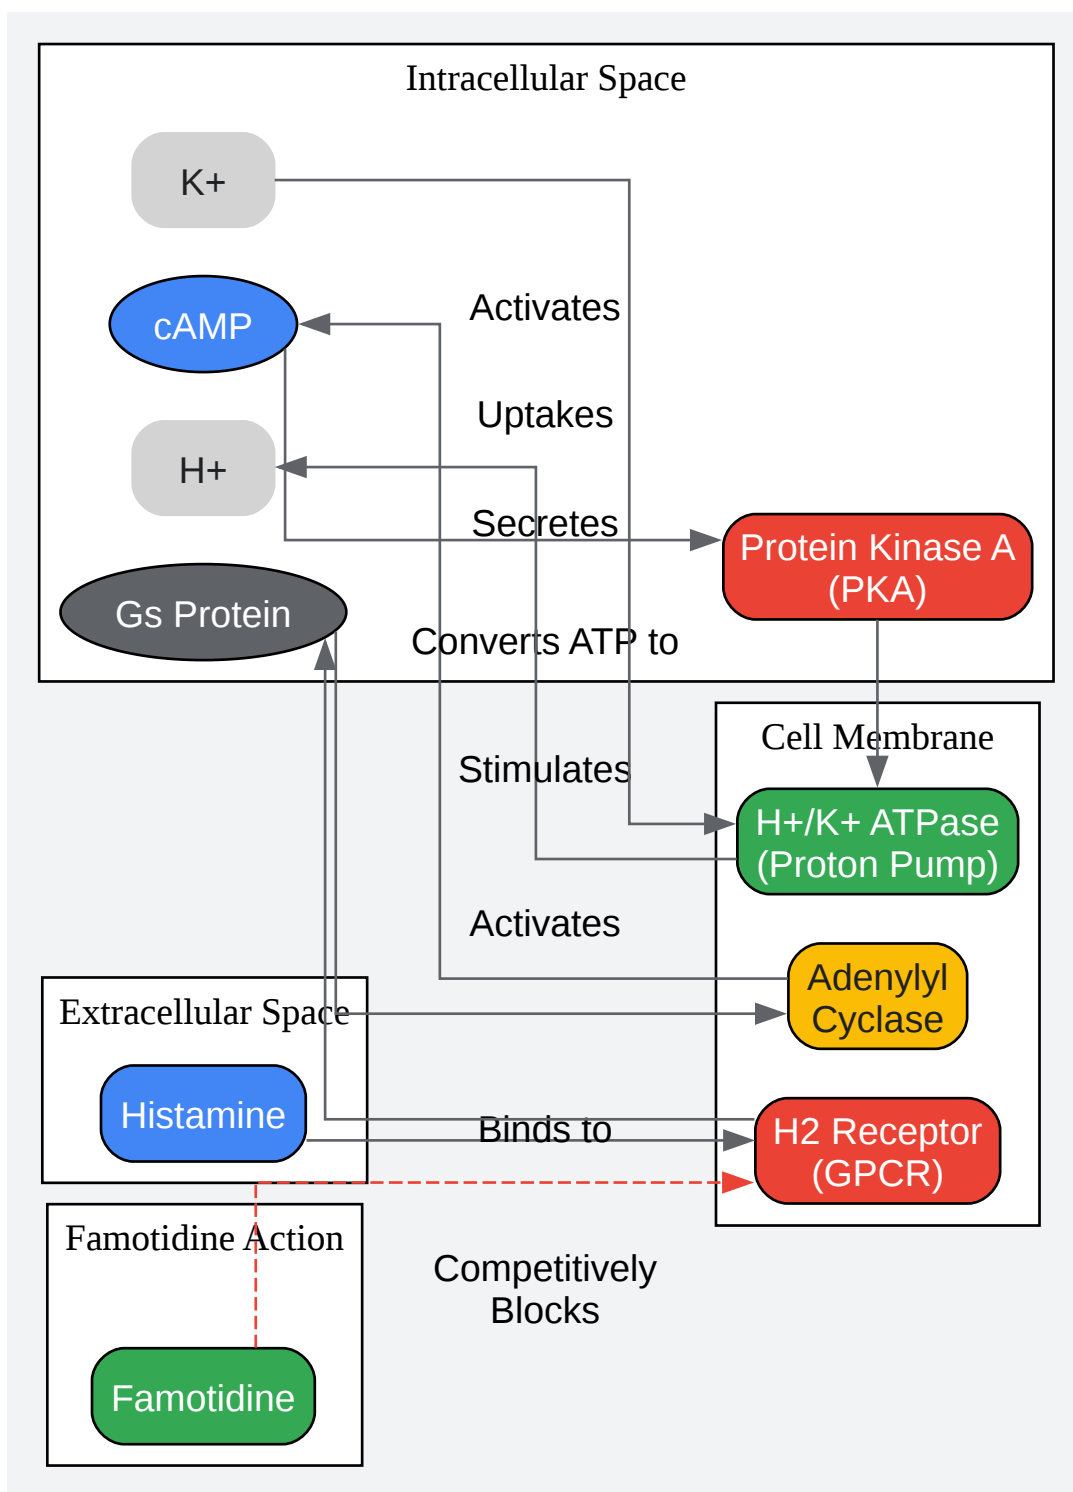 Intracellular Space
K+
cAMP
Activates
Uptakes
H+
Secretes
Protein Kinase A
(PKA)
Gs Protein
Converts ATP to
Cell Membrane
Stimulates
H+/K+ ATPase
(Proton Pump)
Activates
Adenylyl
Cyclase
Extracellular Space
Histamine
Binds to
H2 Receptor
(GPCR)
Famotidine Action
Competitively
Blocks
Famotidine